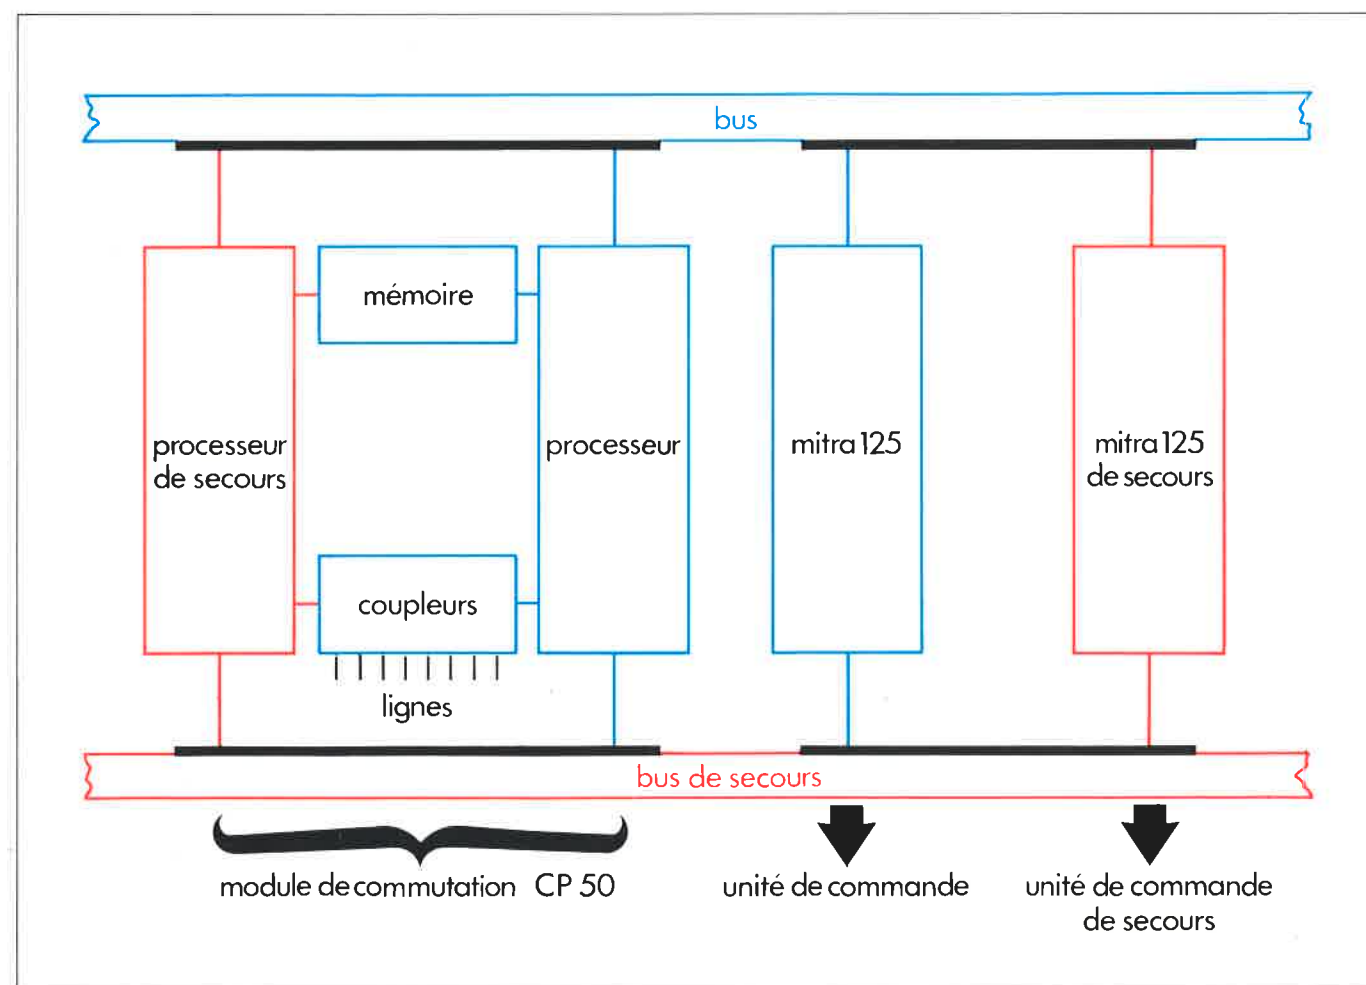 bus
mémoire
processeur
de secours
processeur
mitra 125
mitra 125
de secours
coupleurs
lignes
bus de secours
module de commutation CP 50
unité de commande
unité de commande
de secours